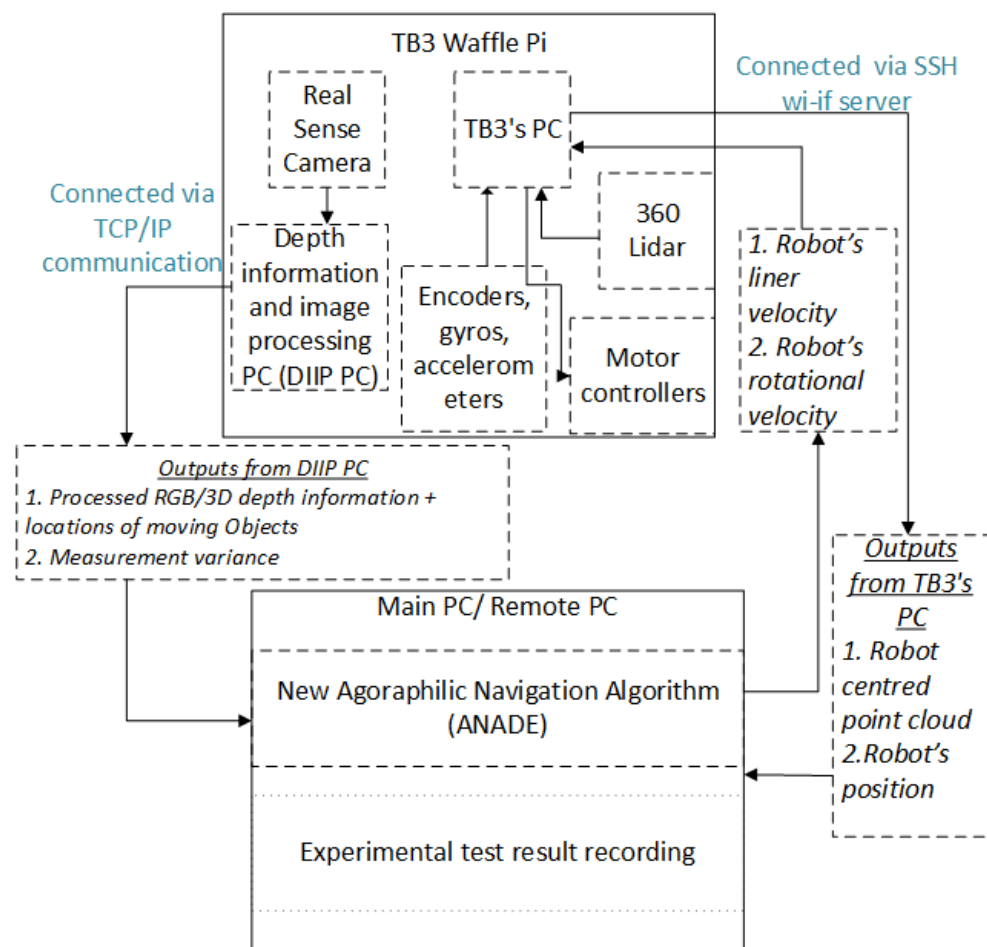 TB3 Waffle Pi
Real
Sense
Camera
TB3's PC
Connected via SSH
wi-if server
Connected via
TCP/IP
communication
360
Lidar
Depth
information
and image
processing
PC (DIIP PC)
Encoders,
gyros,
accelerom
eters
Motor
controllers
1. Robot's
liner
velocity
2. Robot's
rotational
velocity
Outputs from DIIP PC
1. Processed RGB/3D depth information +
locations of moving Objects
2. Measurement variance
Outputs
from TB3's
PC
1. Robot
centred
point cloud
2.Robot's
position
Main PC/ Remote PC
New Agoraphilic Navigation Algorithm
(ANADE)
Experimental test result recording